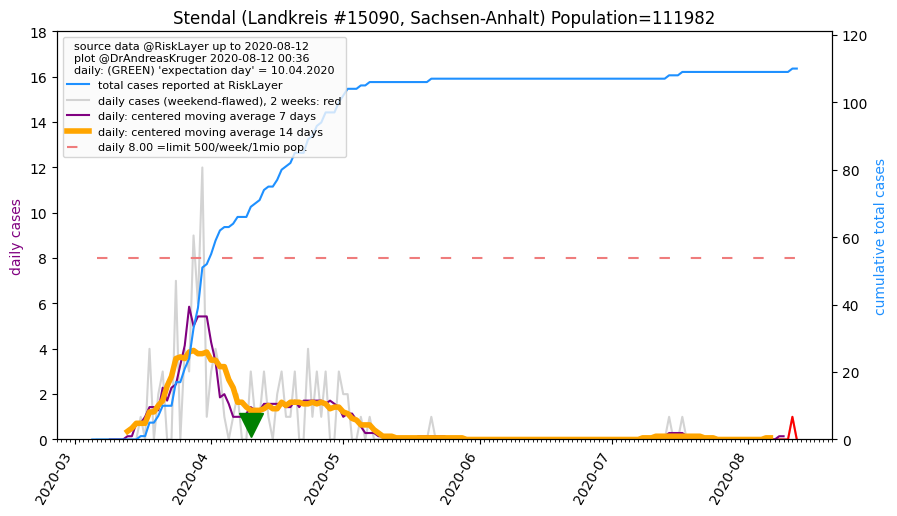 Stendal (Landkreis #15090, Sachsen-Anhalt) Population=111982
source data @RiskLayer up to 2020-08-12
plot @DrAndreasKruger 2020-08-12 00:36
daily: (GREEN) 'expectation day' = 10.04.2020
total cases reported at RiskLayer
daily cases (weekend-flawed), 2 weeks: red
daily: centered moving average 7 days
daily: centered moving average 14 days
daily 8.00 =limit 500/week/1mio pop.
daily cases
18
16
14
12
10
8
6
4
2
0
cumulative total cases
120
100
80
60
40
20
0
2020-03
2020-04
2020-05
2020-06
2020-07
2020-08